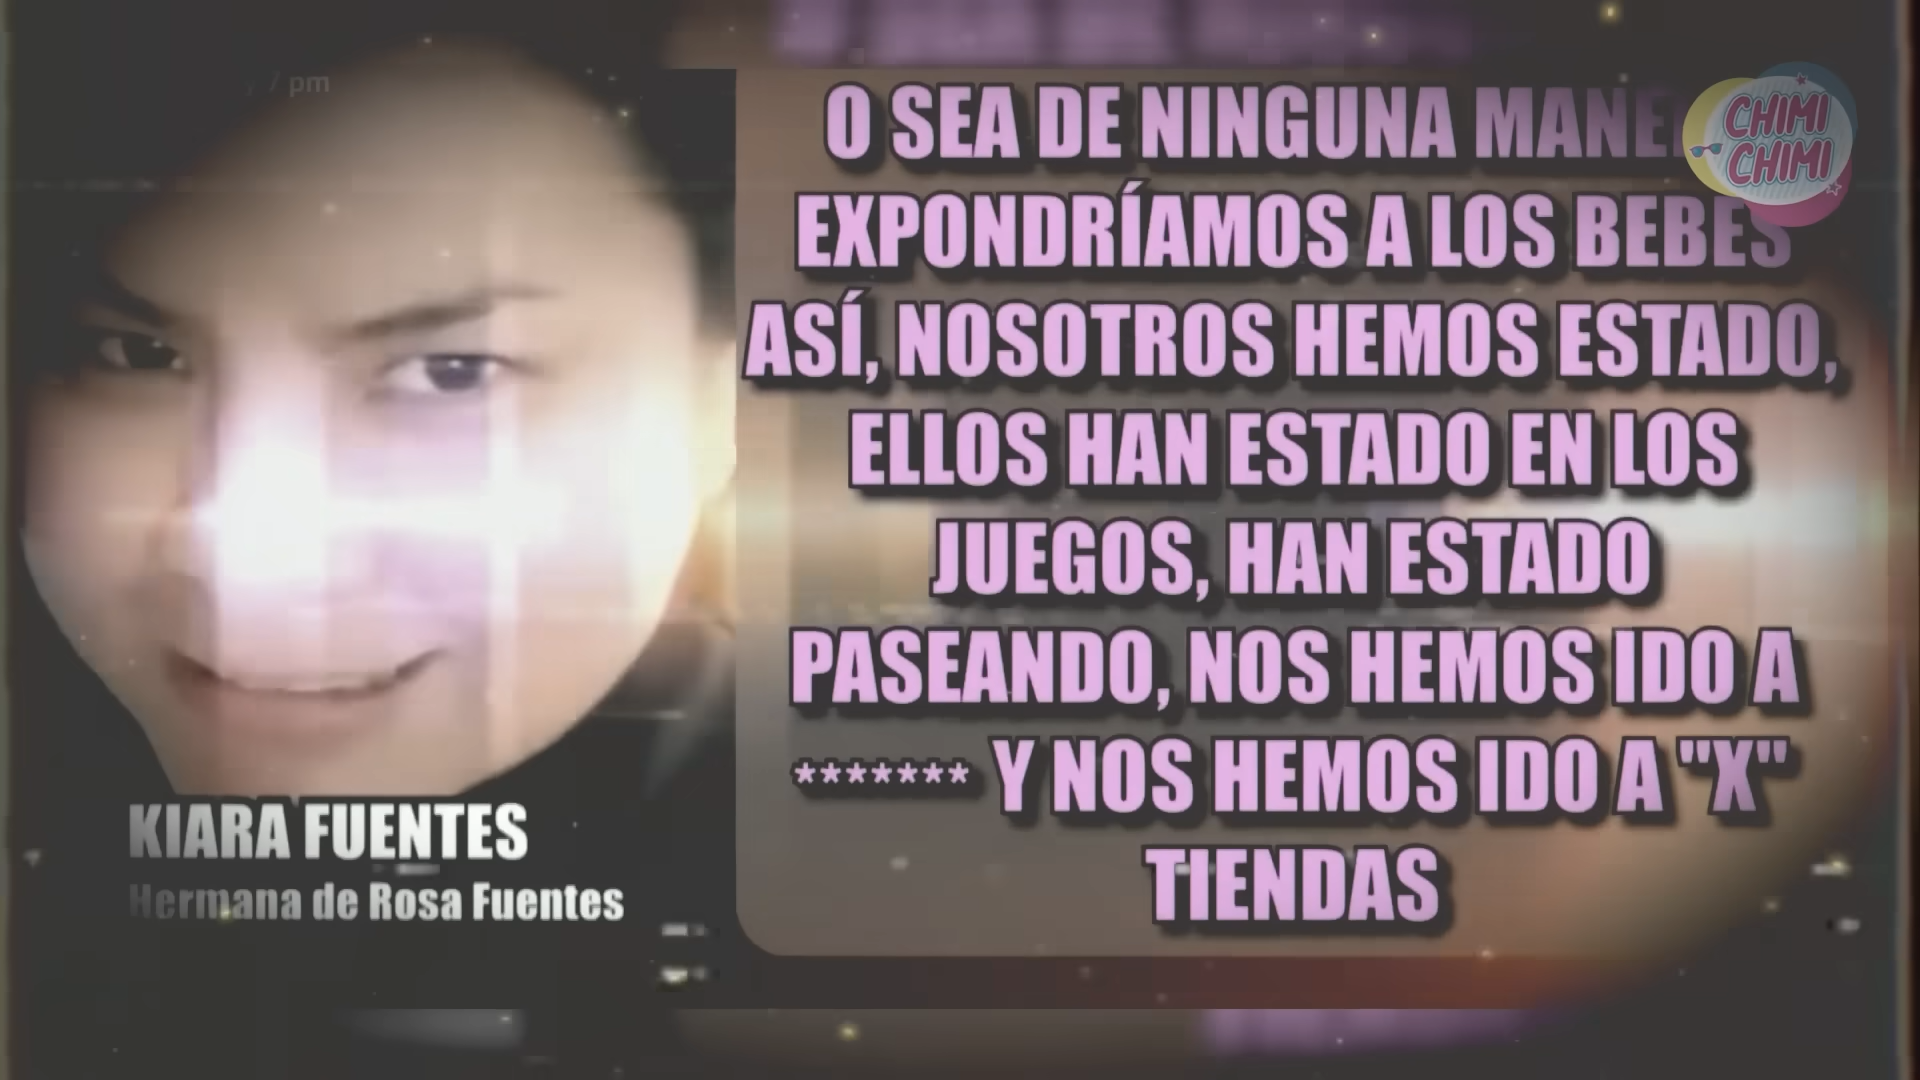 7 pm
O SEA DE NINGUNA
EXPONDRÍAMOS A LOS BEBES
ASÍ, NOSOTROS HEMOS ESTADO,
ELLOS HAN ESTADO EN LOS
JUEGOS, HAN ESTADO
PASEANDO, NOS HEMOS IDO A
******* Y NOS HEMOS IDO A "X"
TIENDAS
CHIMI
CHIMI
KIARA FUENTES
Hermana de Rosa Fuentes